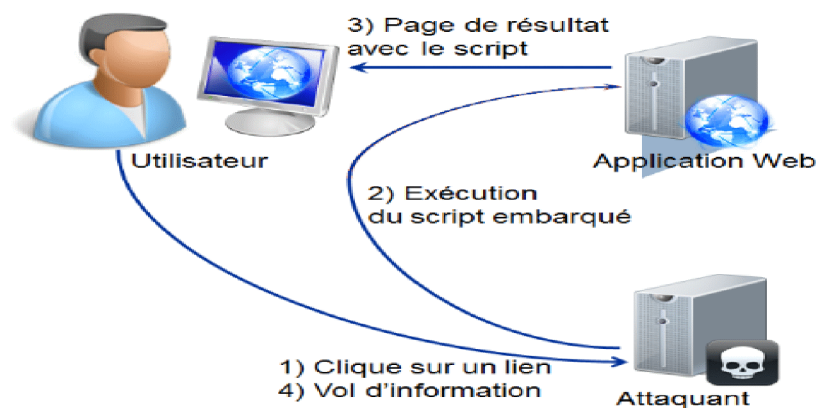 3) Page de résultat
avec le script
Utilisateur
Application Web
2) Exécution
du script embarqué
1) Clique sur un lien
4) Vol d'information
Attaquant